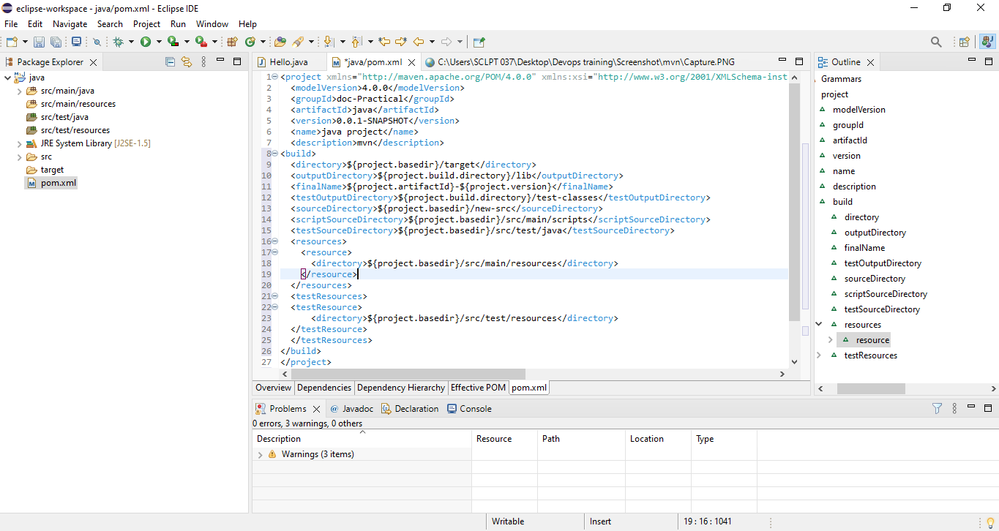 eclipse-workspace - java/pom.xml - Eclipse IDE
File Edit Navigate Search Project Run Window Help
Package Explorer
java
src/main/java
src/main/resources
src/test/java
src/test/resources
JRE System Library [J2SE-1.5]
src
target
pom.xml
Hello.java *java/pom.xml C:\Users\SCLPT 037\Desktop\Devops training\Screenshot\mvn\Capture.PNG
1 <project xmlns="http://maven.apache.org/POM/4.0.0" xmlns:xsi="http://www.w3.org/2001/XMLSchema-inst
2 <modelVersion>4.0.0</modelVersion>
3 <groupId>doc-Practical</groupId>
4 <artifactId>java</artifactId>
5 <version>0.0.1-SNAPSHOT</version>
6 <name>java project</name>
7 <description>mvn</description>
8 <build>
9 <directory>${project.basedir}/target</directory>
10 <outputDirectory>${project.build.directory}/lib</outputDirectory>
11 <finalName>${project.artifactId}-${project.version}</finalName>
12 <testOutputDirectory>${project.build.directory}/test-classes</testOutputDirectory>
13 <sourceDirectory>${project.basedir}/new-src</sourceDirectory>
14 <scriptSourceDirectory>${project.basedir}/src/main/scripts</scriptSourceDirectory>
15 <testSourceDirectory>${project.basedir}/src/test/java</testSourceDirectory>
16 <resources>
17 <resource>
18 <directory>${project.basedir}/src/main/resources</directory>
19 </resource>
20 </resources>
21 <testResources>
22 <testResource>
23 <directory>${project.basedir}/src/test/resources</directory>
24 </testResource>
25 </testResources>
26 </build>
27 </project>
Overview Dependencies Dependency Hierarchy Effective POM pom.xml
Outline
Grammars
project
modelVersion
groupId
artifactId
version
name
description
build
directory
outputDirectory
finalName
testOutputDirectory
sourceDirectory
scriptSourceDirectory
testSourceDirectory
resources
resource
testResources
Problems @ Javadoc Declaration Console
0 errors, 3 warnings, 0 others
Description Resource Path Location Type
Warnings (3 items)
Writable Insert 19 : 16 : 1041